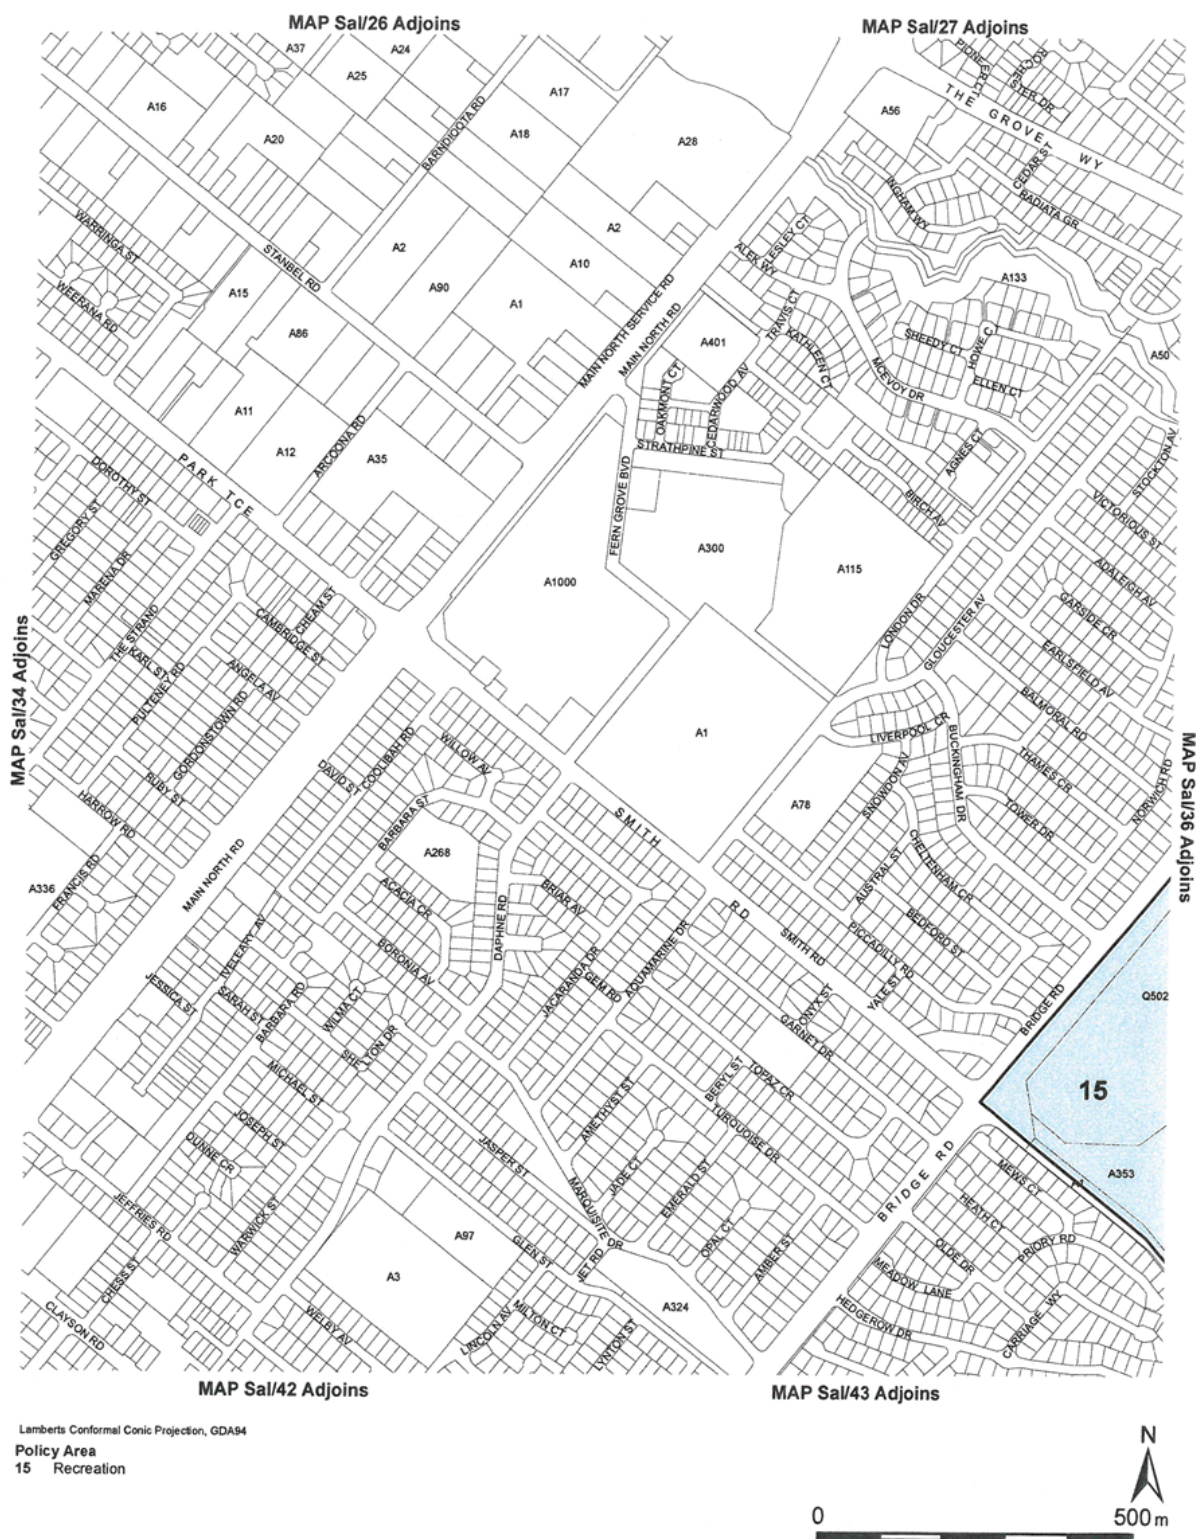 MAP Sal/26 Adjoins
MAP Sal/27 Adjoins
A37
A24
A25
A16
A20
BARNDIOOTA RD
A17
A18
A28
A56
PIONEER CT
ROCHESTER DR
THE GROVE WY
CEDAR ST
RADIATA GR
INGHAM WY
WARRINGA ST
WEERANA RD
STANBEL RD
A15
A86
A2
A90
A1
A10
A2
MAIN NORTH SERVICE RD
MAIN NORTH RD
ALEK WY
LESLEY CT
TRAVIS CT
KATHLEEN CT
A401
OAKMONT CT
CEDARWOOD AV
STRATHPINE ST
MCEVOY DR
A133
SHEEDY CT
HOWE CT
ELLEN CT
A50
AGNES CT
BIRCH AV
STOCKTON AV
VICTORIOUS ST
ADALEIGH AV
GARSIDE CR
EARLSFIELD AV
BALMORAL RD
A11
A12
ARCOONA RD
A35
PARK TCE
DOROTHY ST
GREGORY ST
MARENA DR
THE STRAND
KARL ST
PULTENEY RD
CAMBRIDGE ST
CHEAM ST
ANGELA AV
GORDONSTOWN RD
RUBY ST
HARROW RD
FERN GROVE BVD
A300
A1000
A115
LONDON DR
GLOUCESTER AV
A1
LIVERPOOL CR
BUCKINGHAM DR
THAMES CR
TOWER DR
NORWICH RD
A78
SNOWDON AV
CHELTENHAM CR
AUSTRAL ST
BEDFORD ST
PICCADILLY RD
YALE ST
MAP Sal/34 Adjoins
MAP Sal/36 Adjoins
DAVID ST
COOLIBAH RD
WILLOW AV
BARBARA ST
A268
ACACIA CR
BORONIA AV
DAPHNE RD
BRIAR AV
SMITH RD
SMITH RD
MAIN NORTH RD
A336
FRANCIS RD
IVELEARY AV
JESSICA ST
SARAH ST
BARBARA RD
WILMA CT
SHELTON DR
MICHAEL ST
JOSEPH ST
DUNNE CR
JACARANDA DR
GEM RD
AQUAMARINE DR
ONYX ST
GARNET DR
BERYL ST
TOPAZ CR
TURQUOISE DR
AMETHYST ST
JADE CT
EMERALD ST
OPAL CT
AMBER ST
JASPER ST
MARQUISITE DR
BRIDGE RD
BRIDGE RD
Q502
15
A353
A1
MEWS CT
HEATH CT
PRIORY RD
OLDE DR
MEADOW LANE
HEDGEROW DR
CARRIAGE WY
JEFFRIES RD
WARWICK ST
CHESS ST
CLAYSON RD
A97
A3
GLEN ST
JET RD
A324
WELBY AV
LINCOLN AV
MILTON CT
LYNTON ST
MAP Sal/42 Adjoins
MAP Sal/43 Adjoins
Lamberts Conformal Conic Projection, GDA94
Policy Area
15 Recreation
N
0 500 m